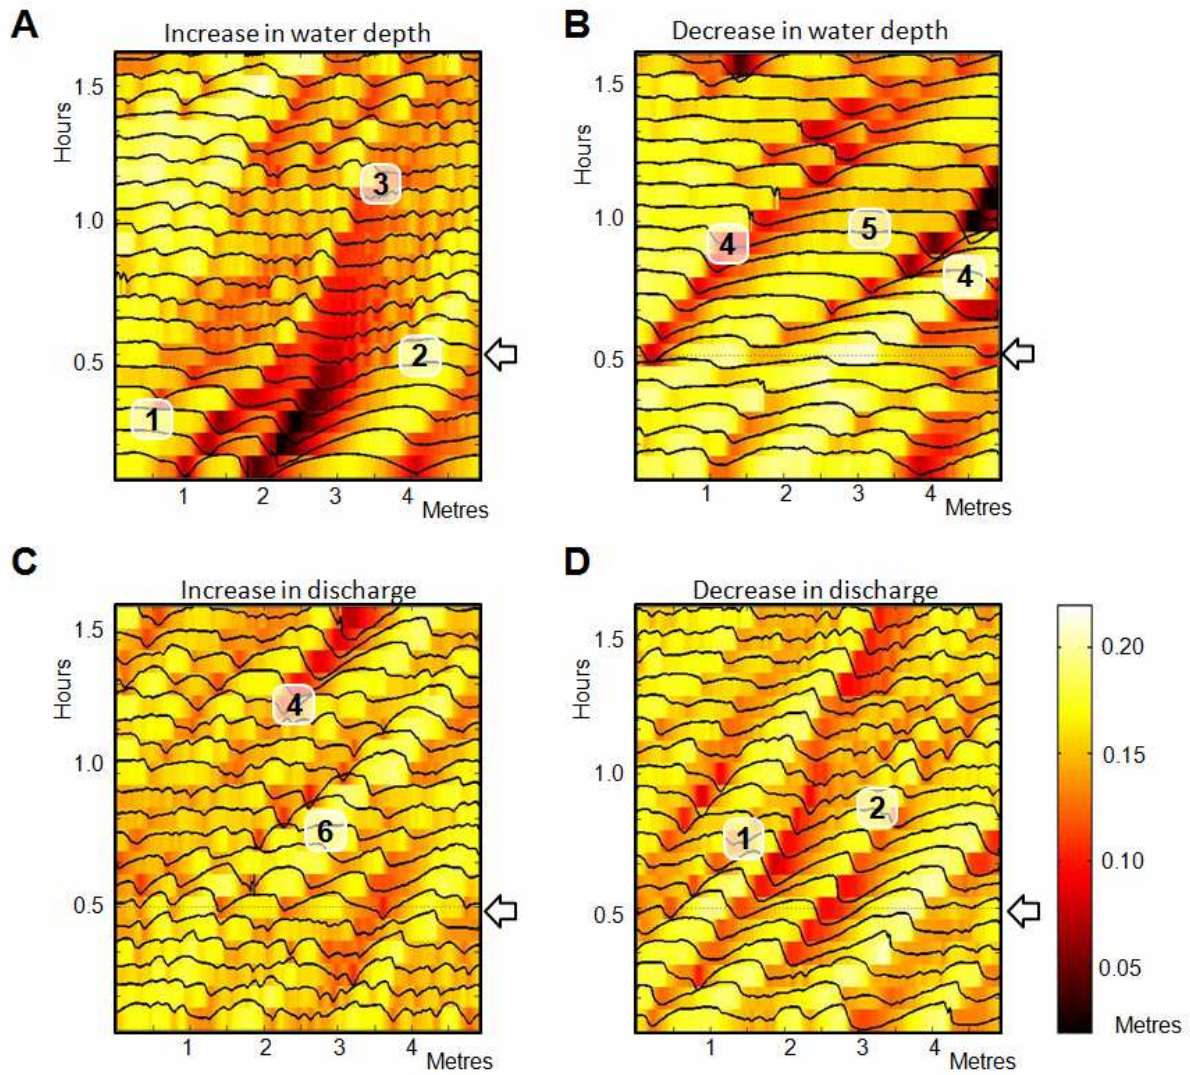 A
Increase in water depth
Hours
1.5
1.0
0.5
3
2
1
1 2 3 4
Metres
B
Decrease in water depth
Hours
1.5
1.0
0.5
4
5
4
1 2 3 4
Metres
C
Increase in discharge
Hours
1.5
1.0
0.5
4
6
1 2 3 4
Metres
D
Decrease in discharge
Hours
1.5
1.0
0.5
2
1
1 2 3 4
Metres
0.20
0.15
0.10
0.05
Metres